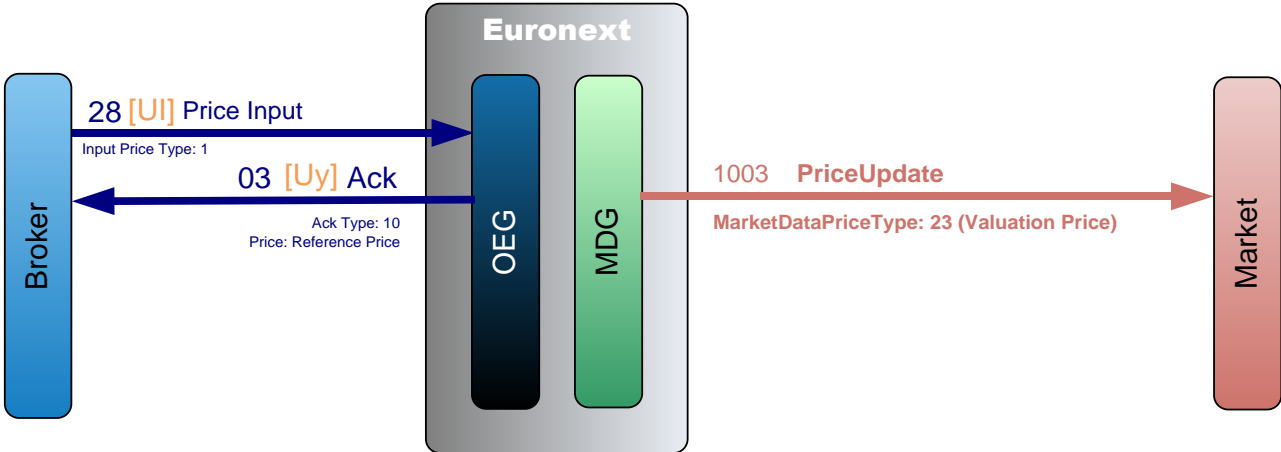 Euronext
28 [UI] Price Input
Input Price Type: 1
03 [Uy] Ack
Ack Type: 10
Price: Reference Price
1003 PriceUpdate
MarketDataPriceType: 23 (Valuation Price)
Broker
OEG
MDG
Market